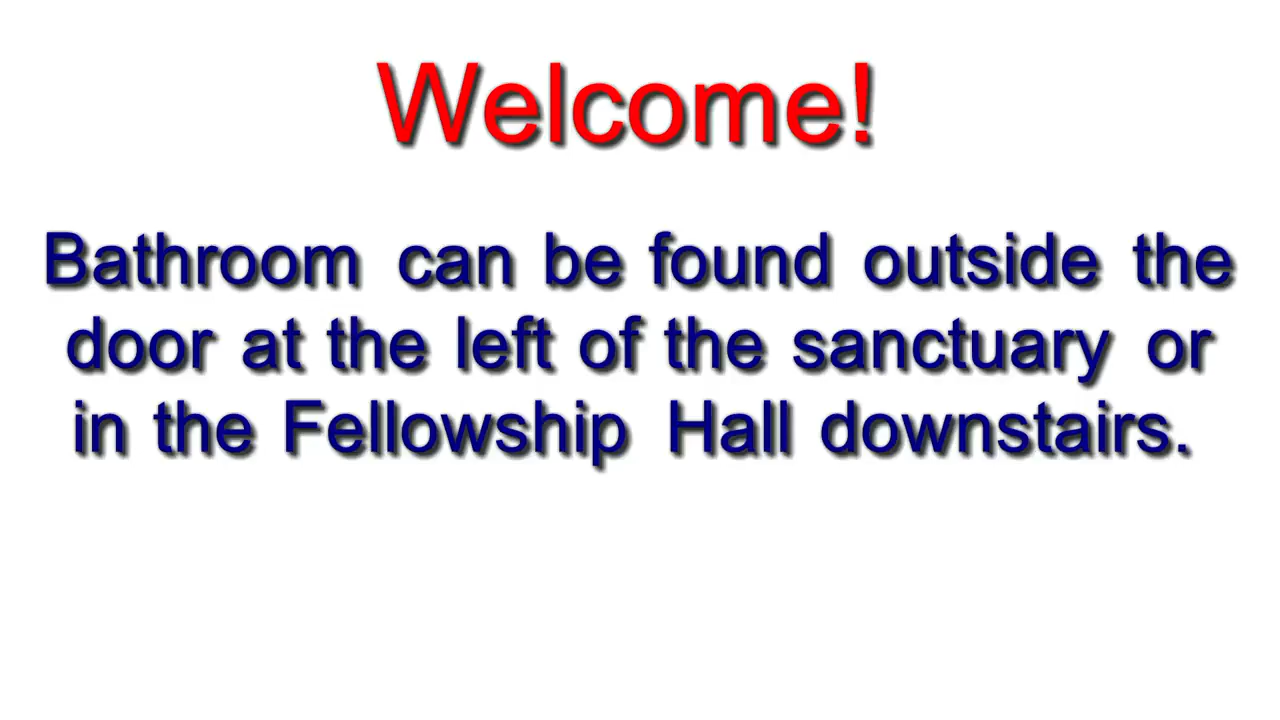 Welcome!
Bathroom can be found outside the
door at the left of the sanctuary or
in the Fellowship Hall downstairs.